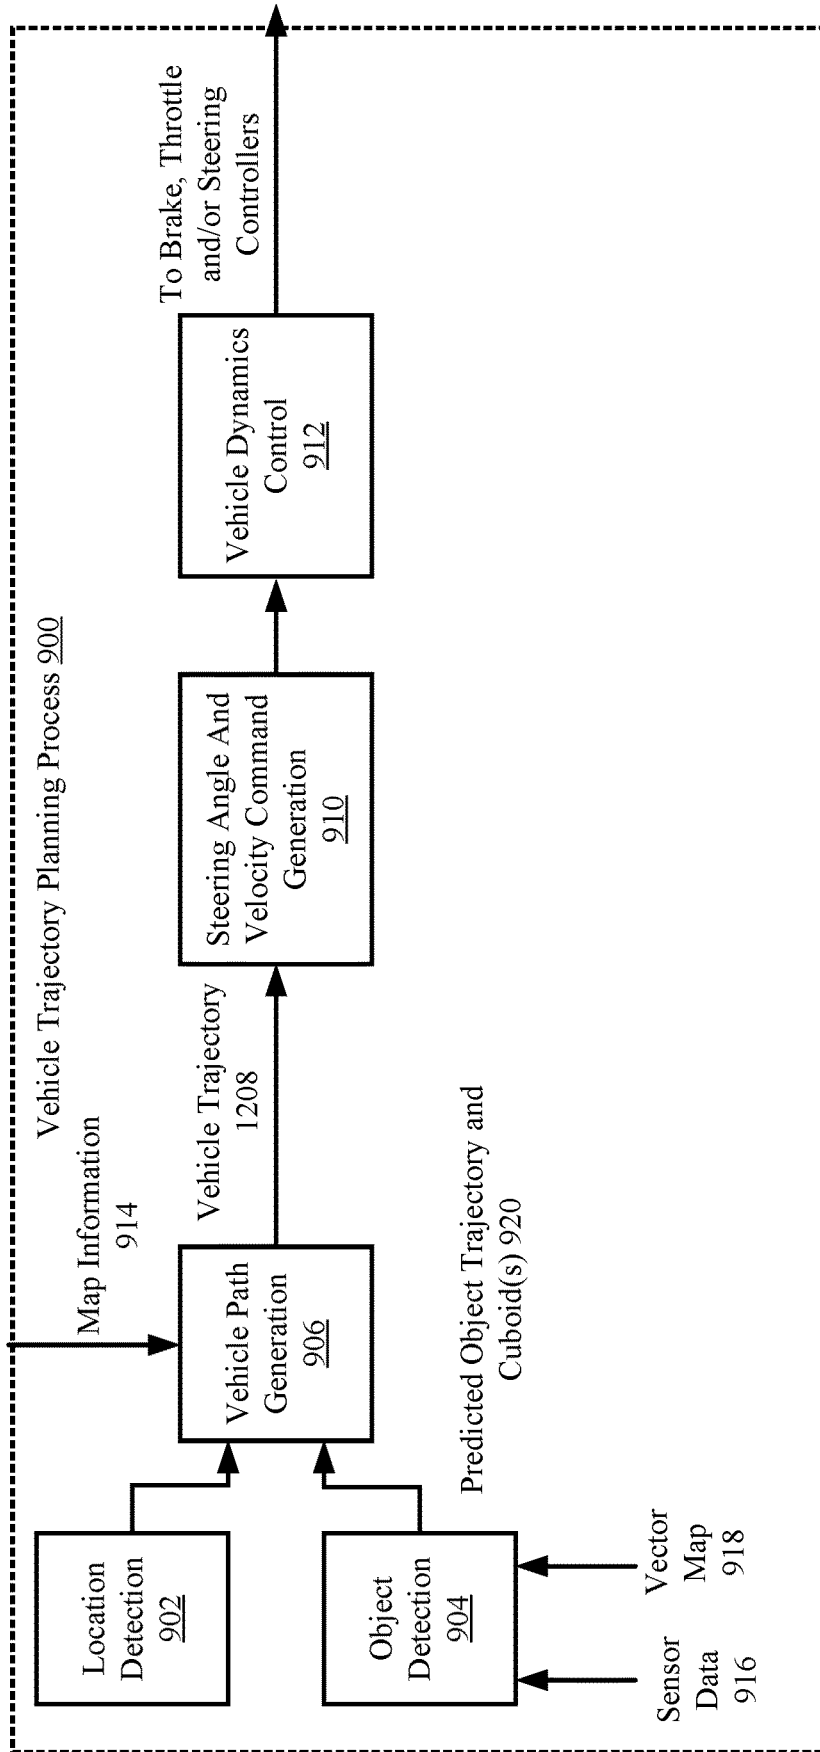 Vehicle Trajectory Planning Process 900
Map Information
914
Location
Detection
902
Object
Detection
904
Sensor
Data
916
Vector
Map
918
Predicted Object Trajectory and
Cuboid(s) 920
Vehicle Path
Generation
906
Vehicle Trajectory
1208
Steering Angle And
Velocity Command
Generation
910
Vehicle Dynamics
Control
912
To Brake, Throttle
and/or Steering
Controllers